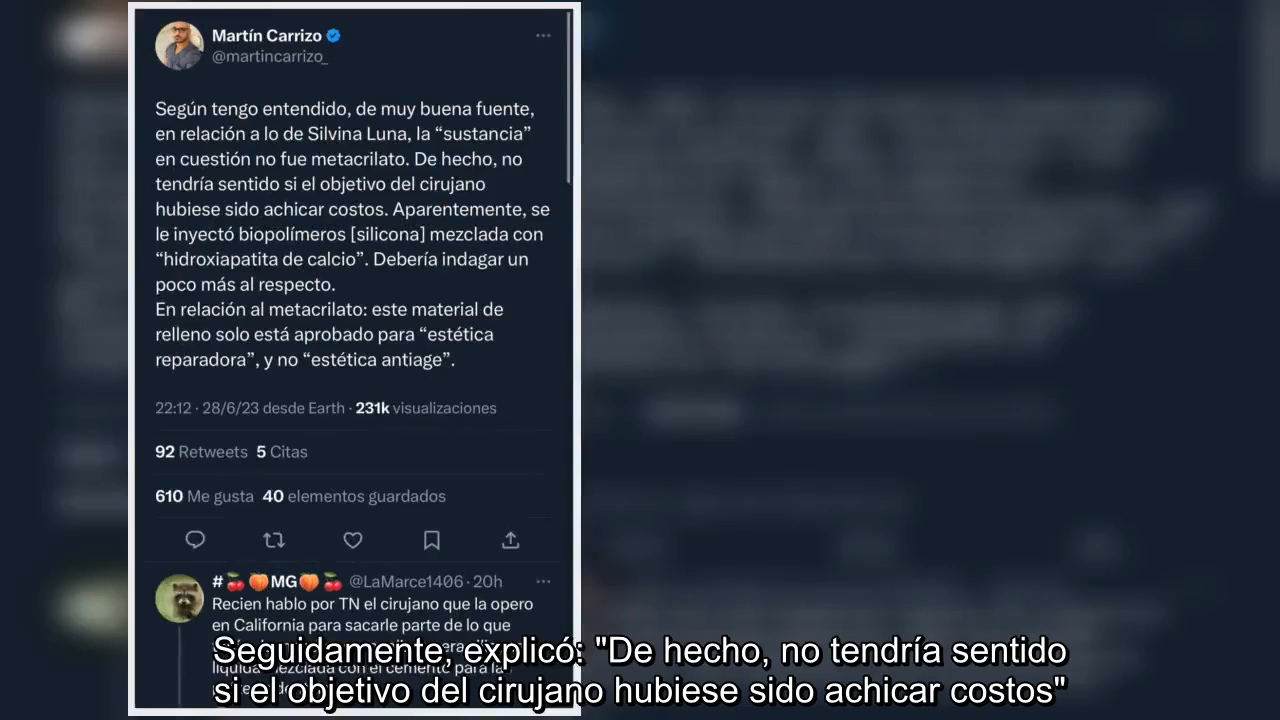 Martín Carrizo
@martincarrizo_
Según tengo entendido, de muy buena fuente,
en relación a lo de Silvina Luna, la “sustancia”
en cuestión no fue metacrilato. De hecho, no
tendría sentido si el objetivo del cirujano
hubiese sido achicar costos. Aparentemente, se
le inyectó biopolímeros [silicona] mezclada con
“hidroxiapatita de calcio”. Debería indagar un
poco más al respecto.
En relación al metacrilato: este material de
relleno solo está aprobado para “estética
reparadora”, y no “estética antiage”.
22:12 · 28/6/23 desde Earth · 231k visualizaciones
92 Retweets 5 Citas
610 Me gusta 40 elementos guardados
#🍒🍑MG🍑🍒 @LaMarce1406 · 20h
Recien hablo por TN el cirujano que la opero
en California para sacarle parte de lo que
liquida mezclada con el cemento para la
Seguidamente, explicó: "De hecho, no tendría sentido
si el objetivo del cirujano hubiese sido achicar costos"